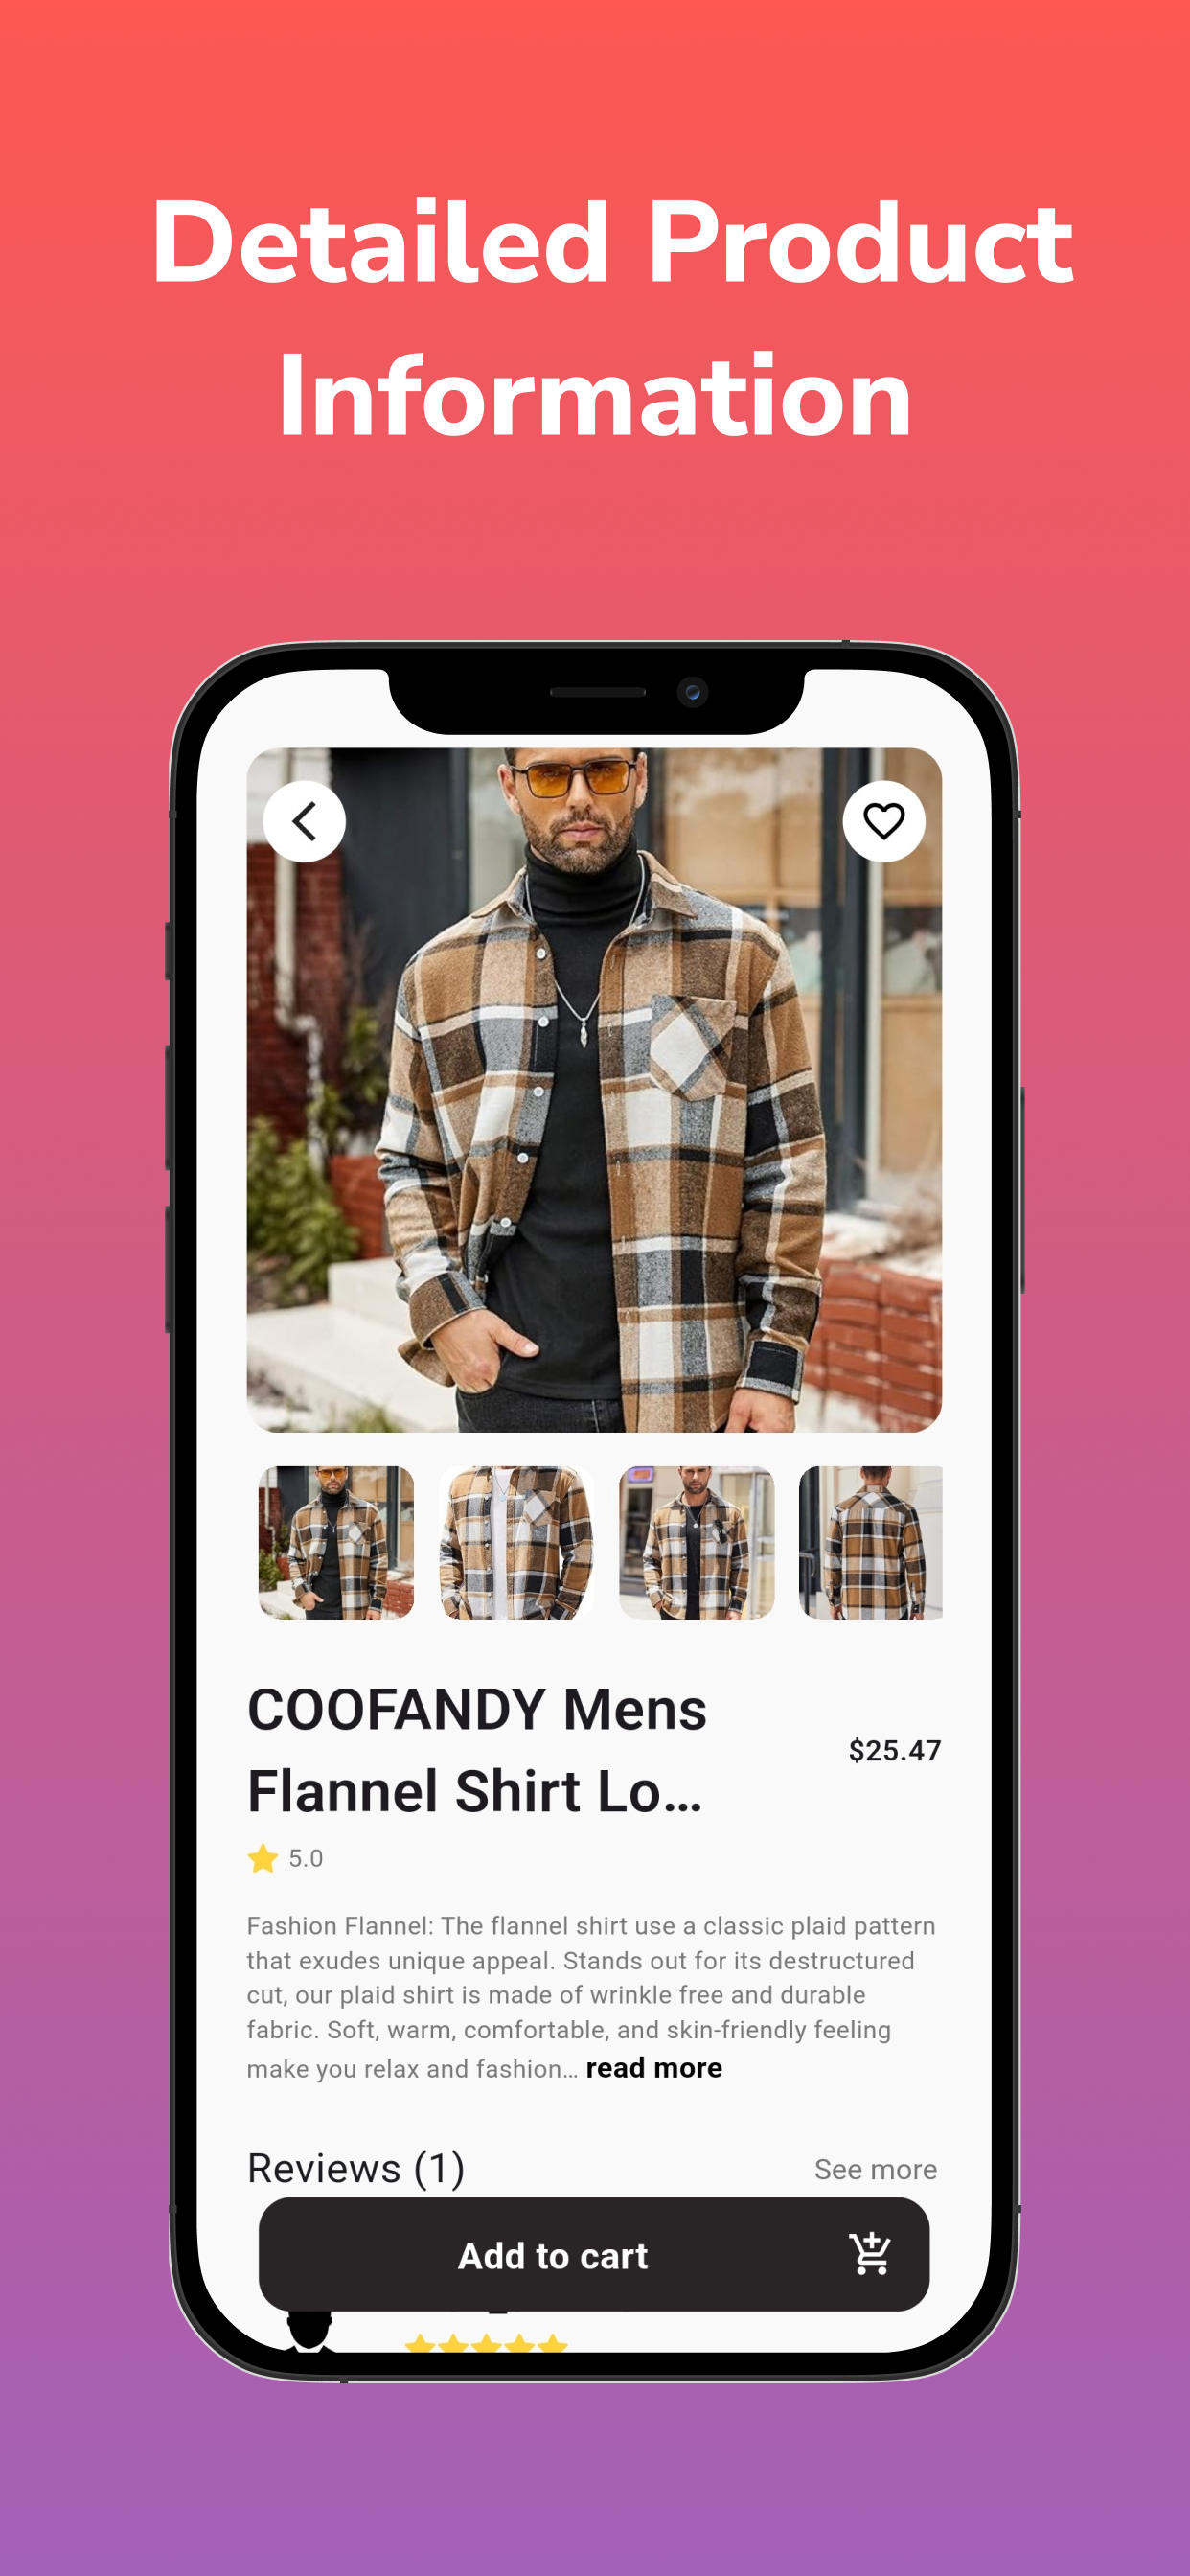 Detailed Product
Information
COOFANDY Mens
Flannel Shirt Lo...
$25.47
5.0
Fashion Flannel: The flannel shirt use a classic plaid pattern
that exudes unique appeal. Stands out for its destructured
cut, our plaid shirt is made of wrinkle free and durable
fabric. Soft, warm, comfortable, and skin-friendly feeling
make you relax and fashion... read more
Reviews (1)
See more
Add to cart